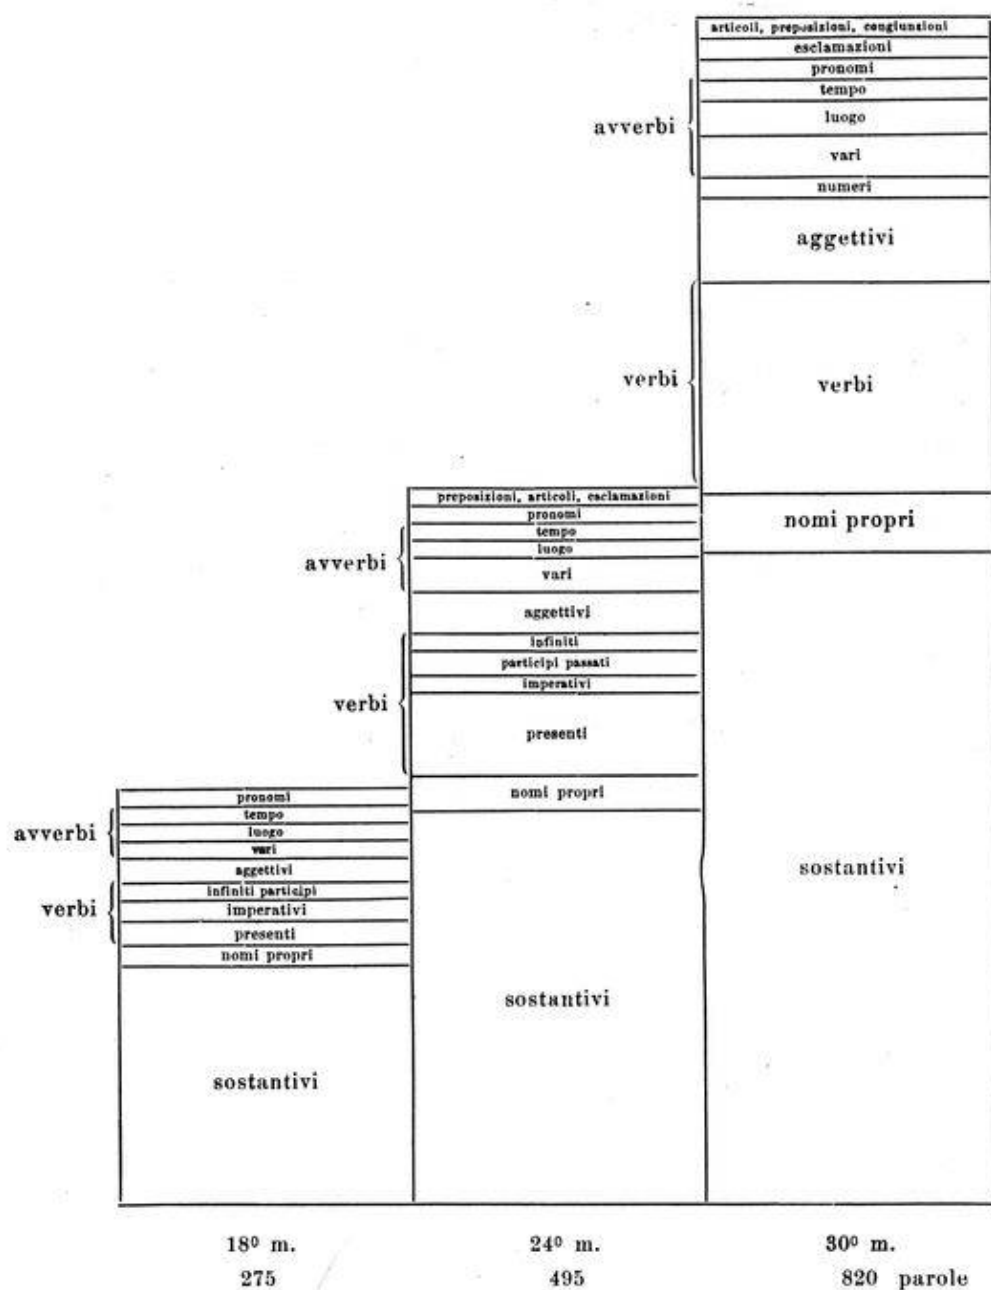 articoli, preposizioni, congiunzioni
esclamazioni
pronomi
tempo
avverbi
luogo
vari
numeri
aggettivi
verbi
verbi
nomi propri
preposizioni, articoli, esclamazioni
pronomi
tempo
avverbi
luogo
vari
aggettivi
infiniti
participi passati
imperativi
verbi
presenti
nomi propri
sostantivi
pronomi
tempo
avverbi
luogo
vari
aggettivi
infiniti participi
verbi
imperativi
presenti
nomi propri
sostantivi
sostantivi
18º m. 24º m. 30º m.
275 495 820 parole